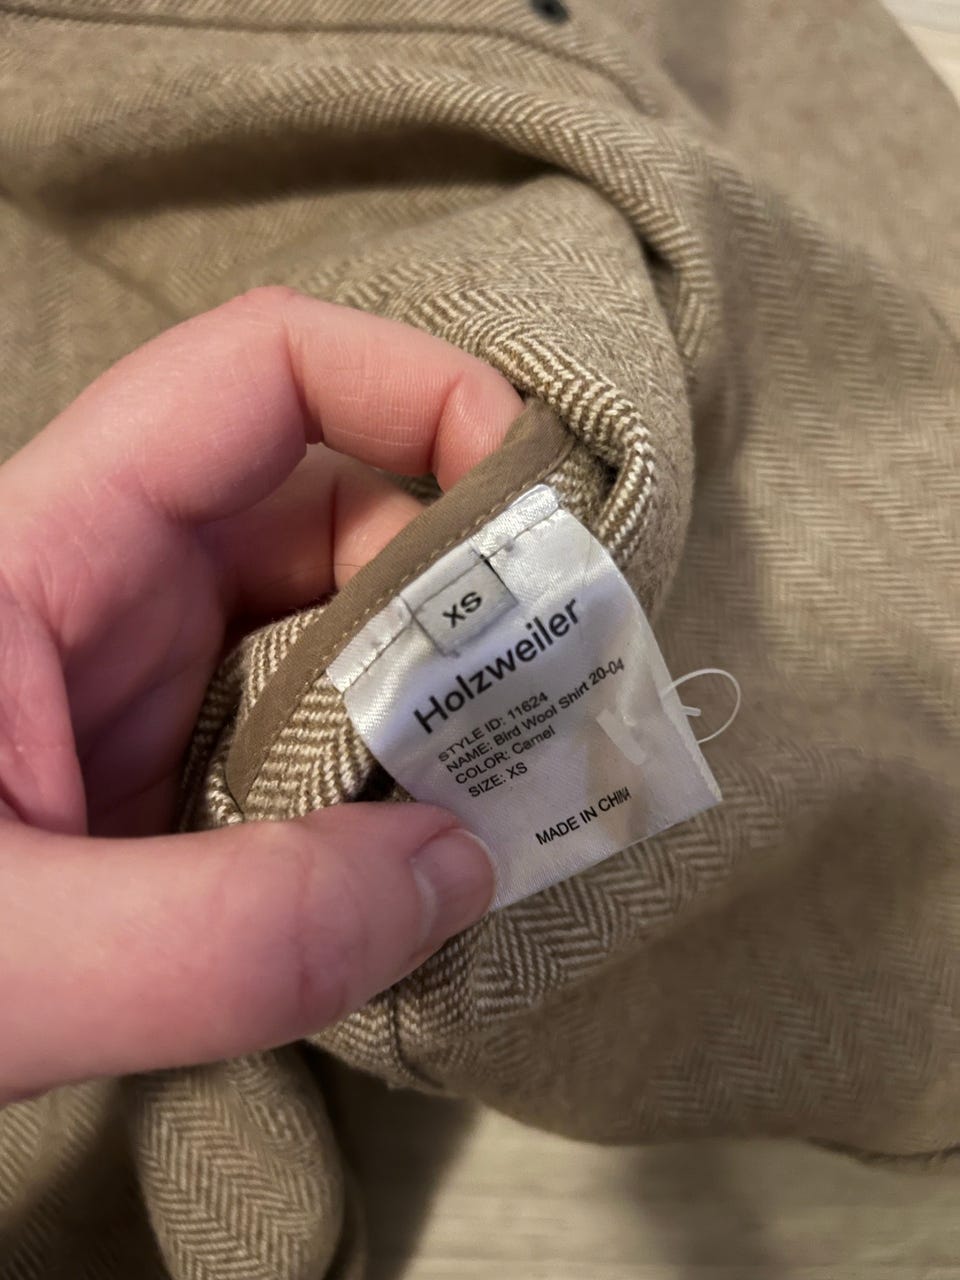 XS
Holzweiler
STYLE ID: 11624
NAME: Bird Wool Shirt 20-04
COLOR: Camel
SIZE: XS
MADE IN CHINA